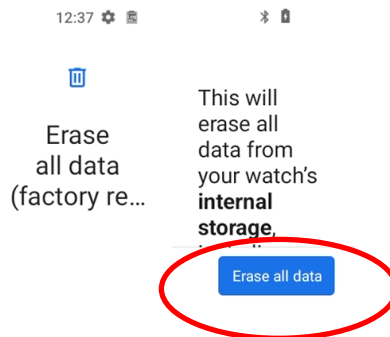 12:37
Erase
all data
(factory re...
This will
erase all
data from
your watch's
internal
storage,
Erase all data